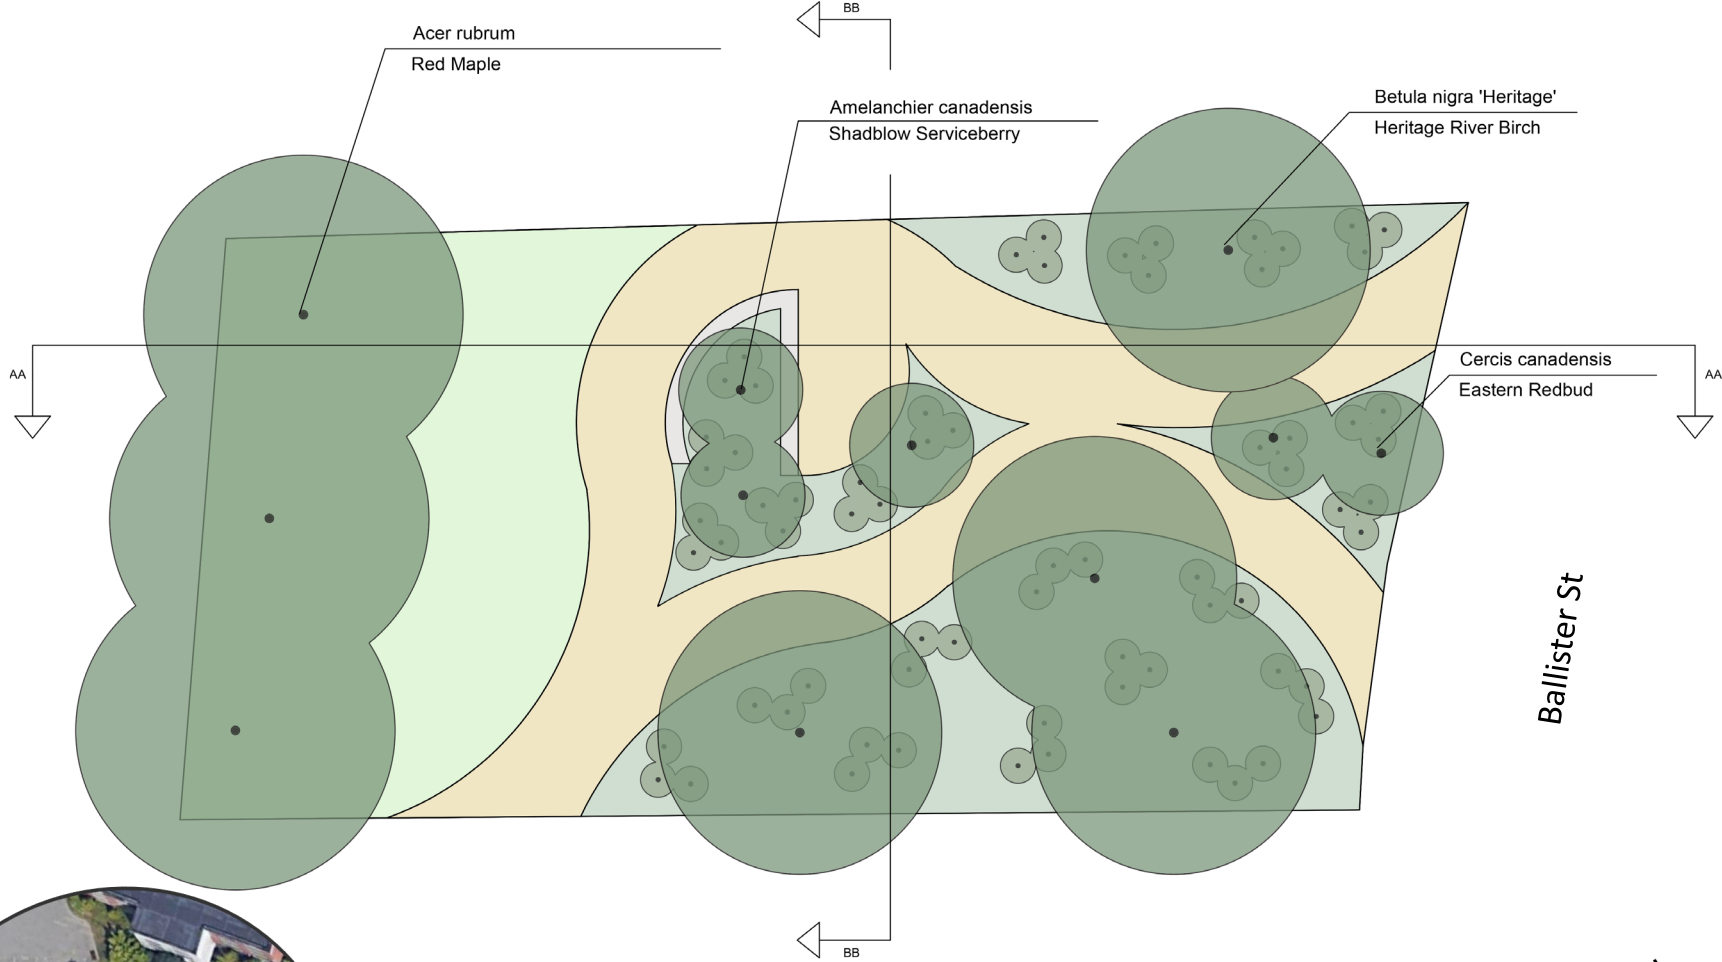 BB
Acer rubrum
Red Maple
Amelanchier canadensis
Shadblow Serviceberry
Betula nigra 'Heritage'
Heritage River Birch
Cercis canadensis
Eastern Redbud
AA
AA
Ballister St
BB